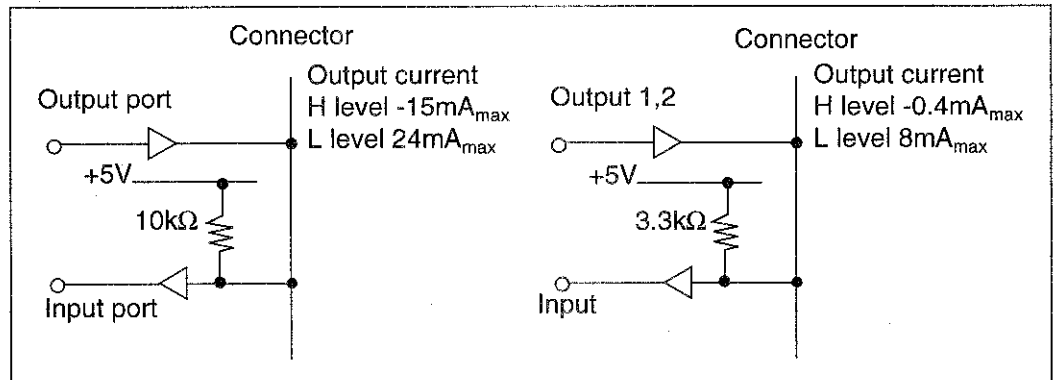 Connector
Output current
H level -15mAmax
L level 24mAmax
Output port
+5V
10kΩ
Input port
Connector
Output current
H level -0.4mAmax
L level 8mAmax
Output 1,2
+5V
3.3kΩ
Input